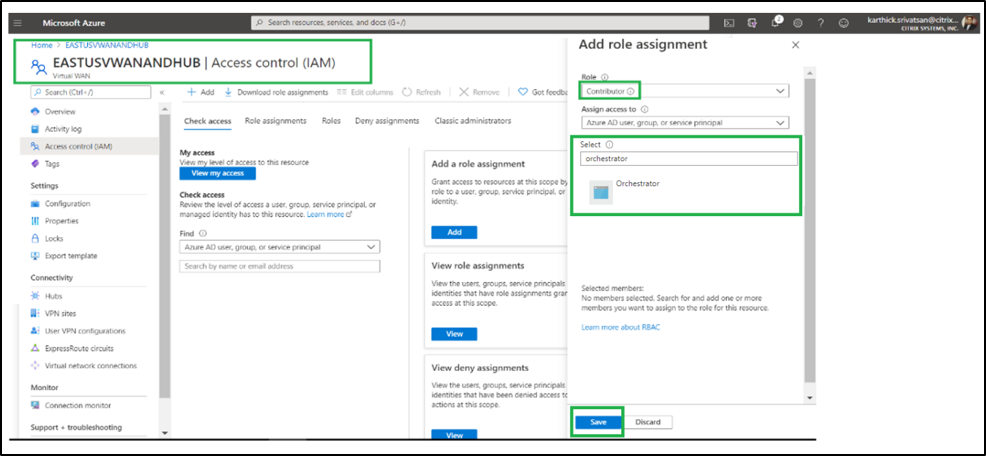 Microsoft Azure
Search resources, services, and docs (G+/)
2
karthick.srivatsan@citrix...
CITRIX SYSTEMS, INC.
Home > EASTUSVWANANDHUB
EASTUSVWANANDHUB | Access control (IAM)
Virtual WAN
Search (Ctrl+/)
«
Overview
Activity log
Access control (IAM)
Tags
Settings
Configuration
Properties
Locks
Export template
Connectivity
Hubs
VPN sites
User VPN configurations
ExpressRoute circuits
Virtual network connections
Monitor
Connection monitor
Support + troubleshooting
Add
Download role assignments
Edit columns
Refresh
Remove
Got feedba
Check access
Role assignments
Roles
Deny assignments
Classic administrators
My access
View my level of access to this resource
View my access
Check access
Review the level of access a user, group, service principal, or
managed identity has to this resource. Learn more
Find
Azure AD user, group, or service principal
Search by name or email address
Add a role assignment
Grant access to resources at this scope by
role to a user, group, service principal, or
identity.
Add
View role assignments
View the users, groups, service principals
identities that have role assignments gran
access at this scope.
View
View deny assignments
View the users, groups, service principals
identities that have been denied access to
actions at this scope.
View
Add role assignment
Role
Contributor
Assign access to
Azure AD user, group, or service principal
Select
orchestrator
Orchestrator
Selected members:
No members selected. Search for and add one or more
members you want to assign to the role for this resource.
Learn more about RBAC
Save
Discard